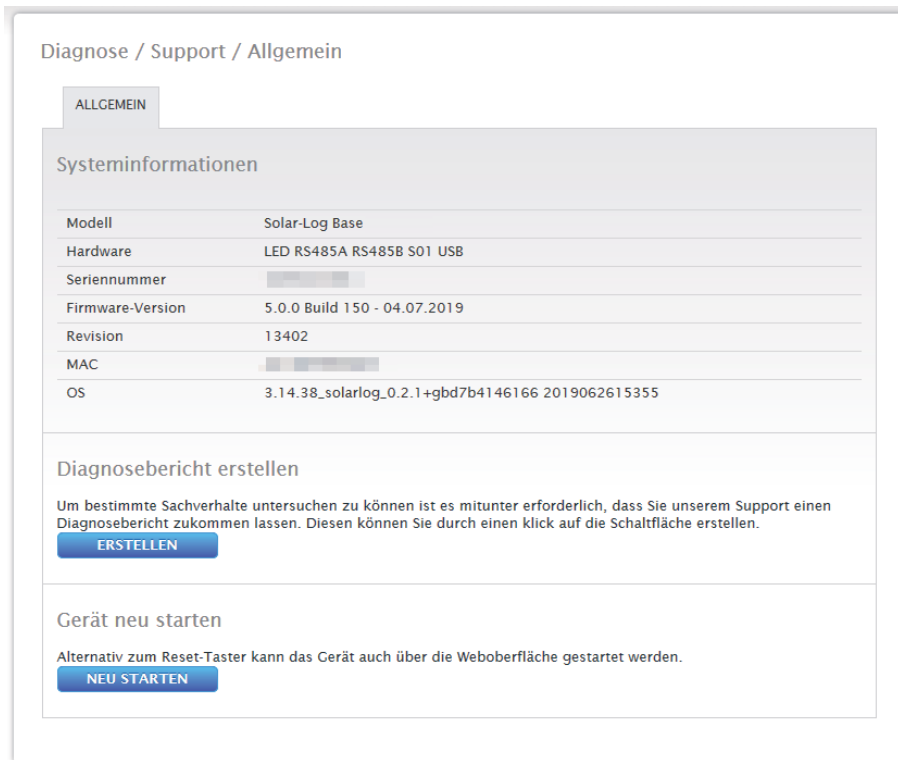 Diagnose / Support / Allgemein
ALLGEMEIN
Systeminformationen
Modell Solar-Log Base
Hardware LED RS485A RS485B S01 USB
Seriennummer
Firmware-Version 5.0.0 Build 150 - 04.07.2019
Revision 13402
MAC
OS 3.14.38_solarlog_0.2.1+gbd7b4146166 2019062615355
Diagnosebericht erstellen
Um bestimmte Sachverhalte untersuchen zu können ist es mitunter erforderlich, dass Sie unserem Support einen
Diagnosebericht zukommen lassen. Diesen können Sie durch einen klick auf die Schaltfläche erstellen.
ERSTELLEN
Gerät neu starten
Alternativ zum Reset-Taster kann das Gerät auch über die Weboberfläche gestartet werden.
NEU STARTEN